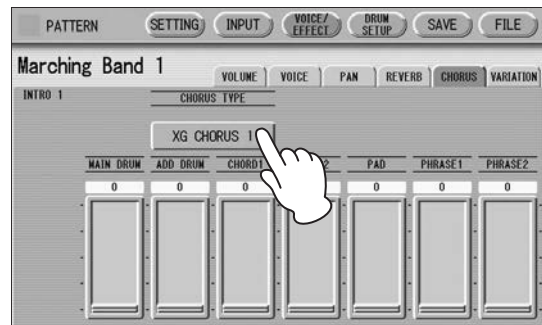 PATTERN SETTING INPUT VOICE/ EFFECT DRUM SETUP SAVE FILE
Marching Band 1
VOLUME VOICE PAN REVERB CHORUS VARIATION
INTRO 1 CHORUS TYPE
XG CHORUS 1
MAIN DRUM ADD DRUM CHORD1 2 PAD PHRASE1 PHRASE2
0 0 0 0 0 0